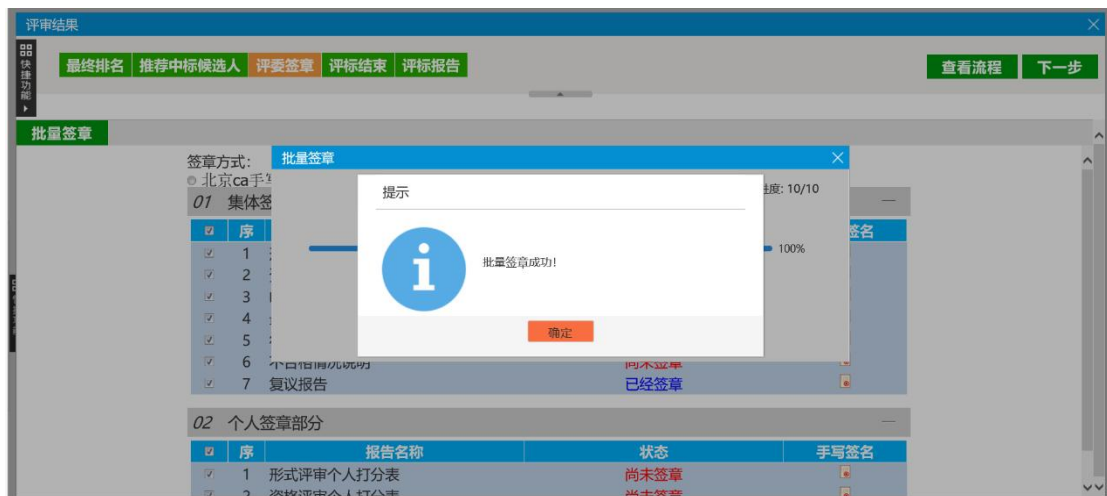 评审结果
快捷功能
最终排名 推荐中标候选人 评委签章 评标结束 评标报告
查看流程 下一步
批量签章
签章方式:
北京ca手写
批量签章
进度: 10/10
提示
01 集体签
序 签名
100%
批量签章成功!
1
2
3
4
5
确定
6 不合格情况说明 尚未签章
7 复议报告 已经签章
02 个人签章部分
序 报告名称 状态 手写签名
1 形式评审个人打分表 尚未签章
2 资格评审个人打分表 尚未签章